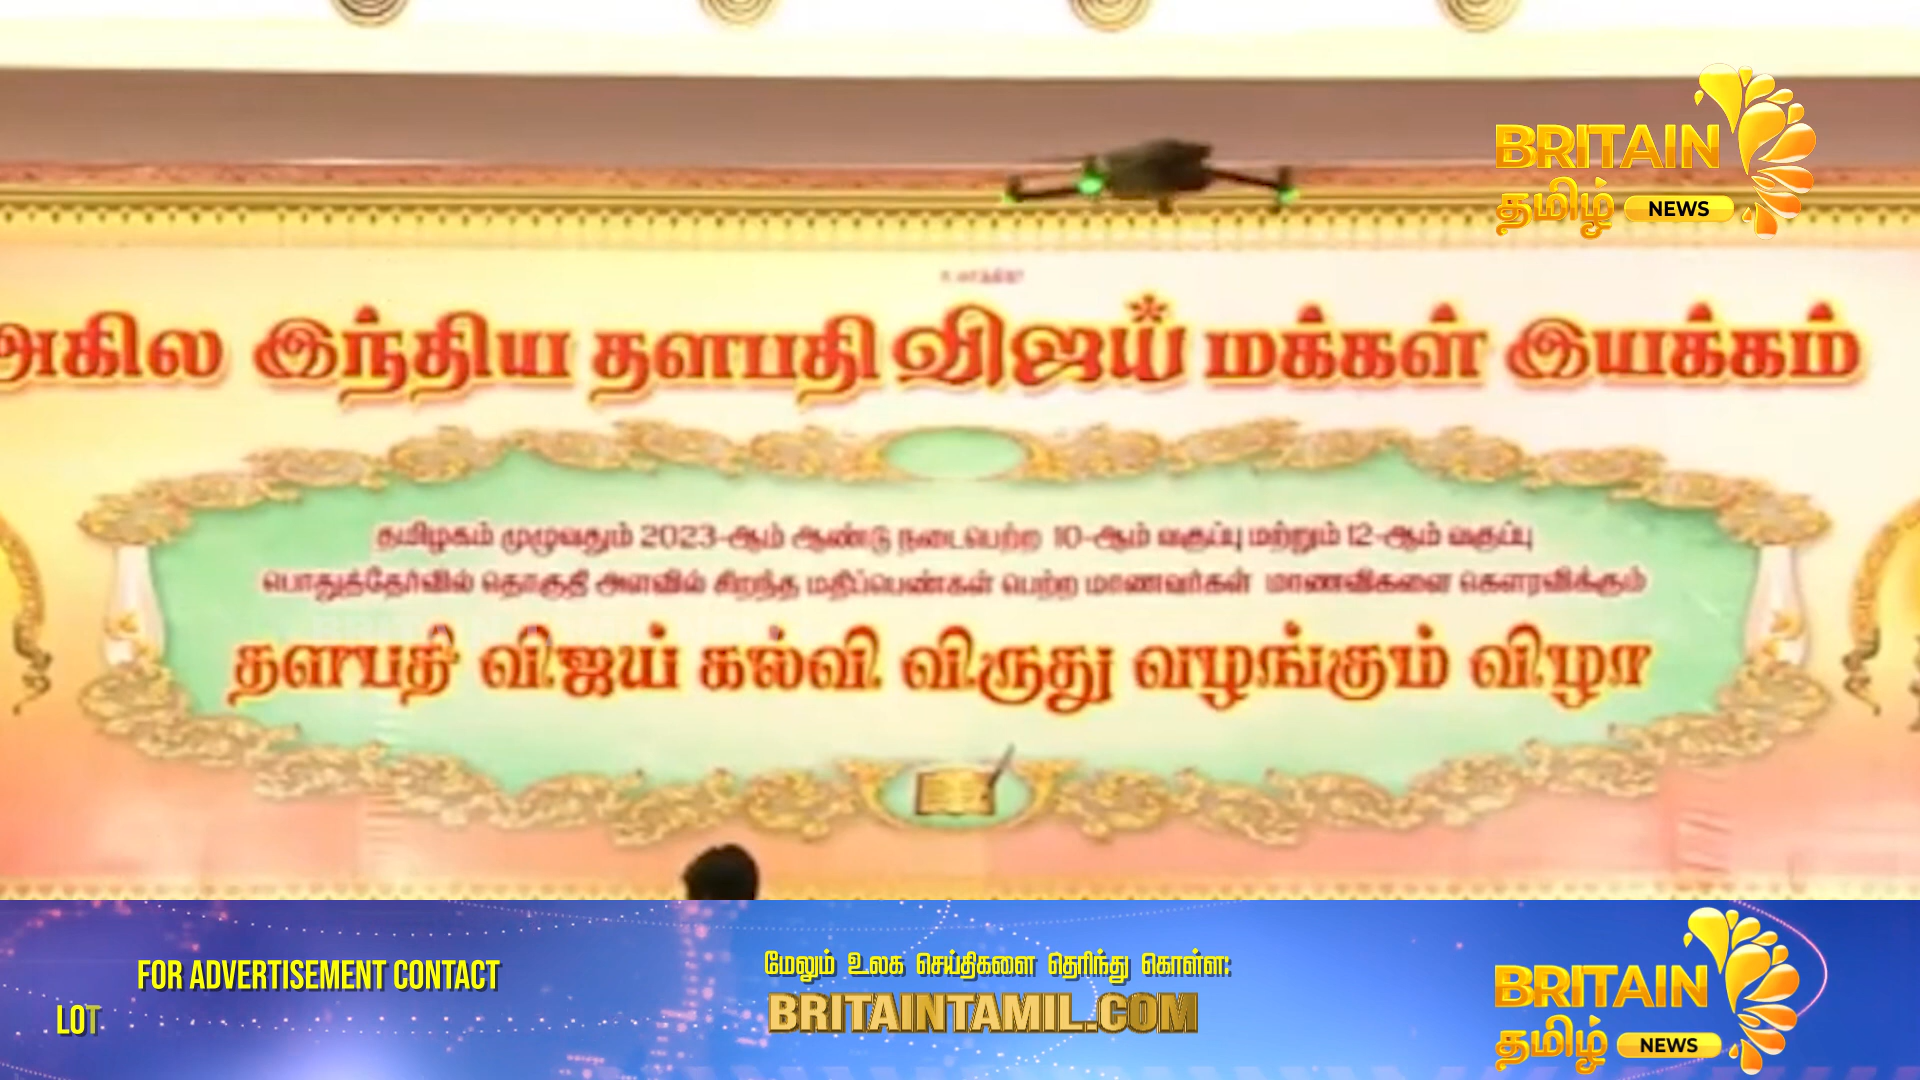 BRITAIN
தமிழ் NEWS
அகில இந்திய தளபதி விஜய் மக்கள் இயக்கம்
தமிழகம் முழுவதும் 2023-ஆம் ஆண்டு நடைபெற்ற 10-ஆம் வகுப்பு மற்றும் 12-ஆம் வகுப்பு
பொதுத்தேர்வில் தொகுதி அளவில் சிறந்த மதிப்பெண்கள் பெற்ற மாணவர்கள் மாணவிகளை கௌரவிக்கும்
தளபதி விஜய் கல்வி விருது வழங்கும் விழா
FOR ADVERTISEMENT CONTACT
LOT
மேலும் உலக செய்திகளை தெரிந்து கொள்ள:
BRITAINTAMIL.COM
BRITAIN
தமிழ் NEWS